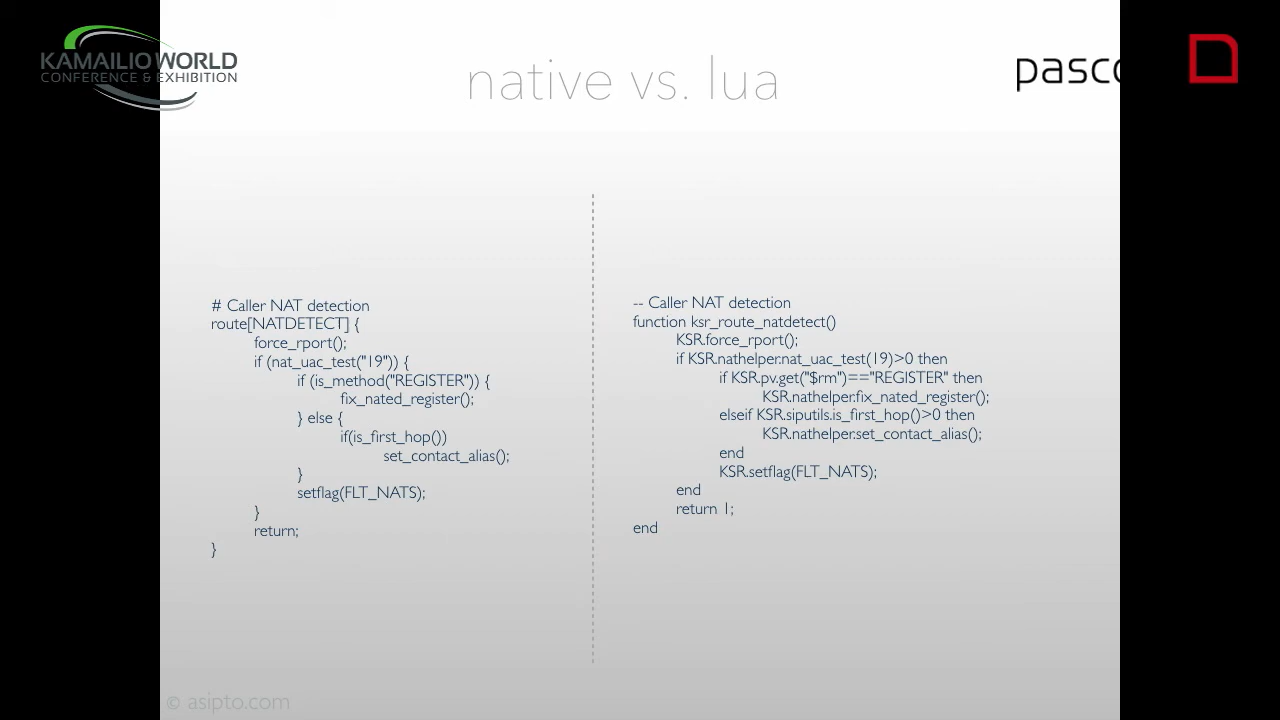 KAMAILIO WORLD
CONFERENCE & EXHIBITION
native vs. lua
# Caller NAT detection
route[NATDETECT] {
force_rport();
if (nat_uac_test("19")) {
if (is_method("REGISTER")) {
fix_nated_register();
} else {
if(is_first_hop())
set_contact_alias();
}
setflag(FLT_NATS);
}
return;
}
-- Caller NAT detection
function ksr_route_natdetect()
KSR.force_rport();
if KSR.nathelper.nat_uac_test(19)>0 then
if KSR.pv.get("$rm")=="REGISTER" then
KSR.nathelper.fix_nated_register();
elseif KSR.siputils.is_first_hop()>0 then
KSR.nathelper.set_contact_alias();
end
KSR.setflag(FLT_NATS);
end
return 1;
end
© asipto.com